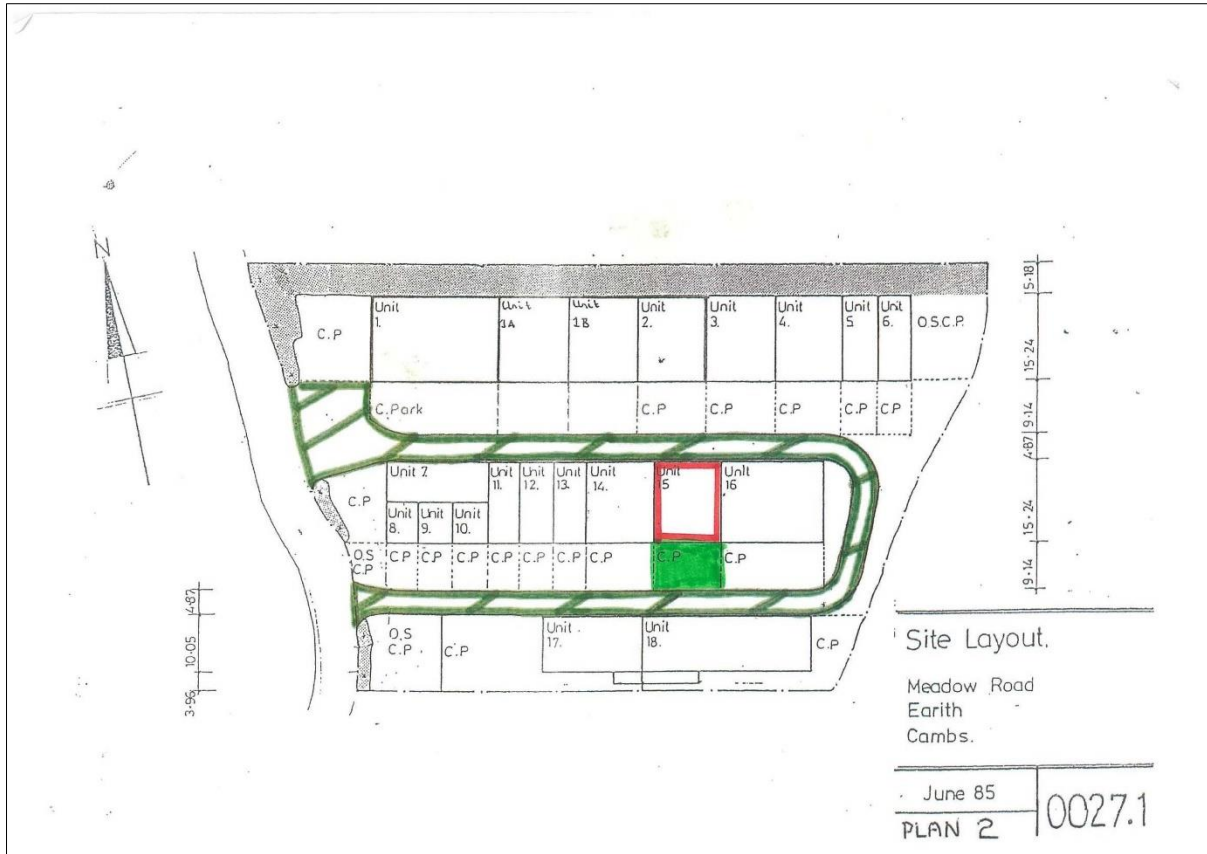 N
C.P
Unit
1.
Unit
1A
Unit
1B
Unit
2.
Unit
3.
Unit
4.
Unit
5
Unit
6.
O.S.C.P.
C.Park
C.P
C.P
C.P
C.P
C.P
5·18
15·24
9·14
4·87
15·24
9·14
C.P
Unit 7
Unit
8.
Unit
9.
Unit
10.
Unit
11.
Unit
12.
Unit
13.
Unit
14.
Unit
15
Unit
16
O.S
C.P
C.P
C.P
C.P
C.P
C.P
C.P
C.P
C.P
C.P
4·87
10·05
3·96
O.S
C.P
C.P
Unit
17.
Unit
18.
C.P
Site Layout.
Meadow Road
Earith
Cambs.
June 85
PLAN 2
0027.1